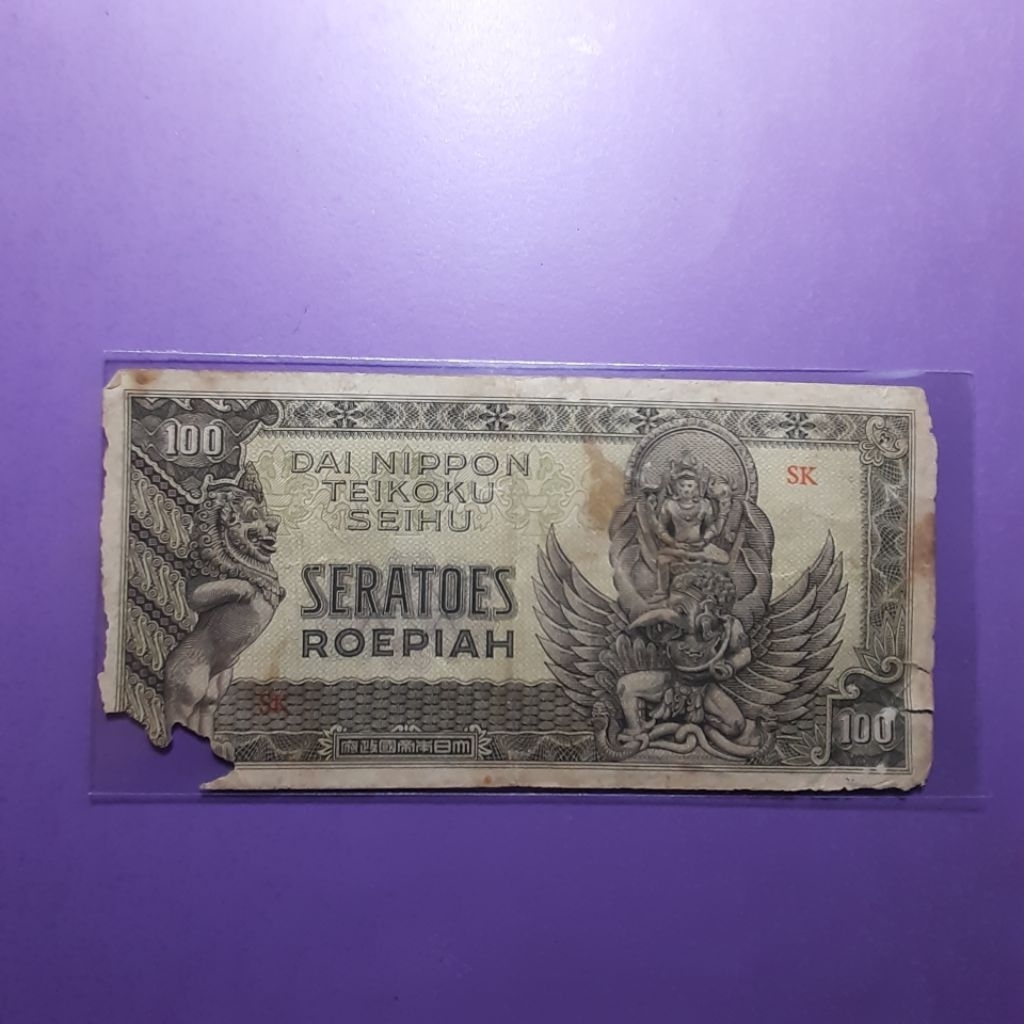 100
DAI NIPPON
TEIKOKU
SEIHU
SK
SERATOES
ROEPIAH
SK
府政國帝本日大
100